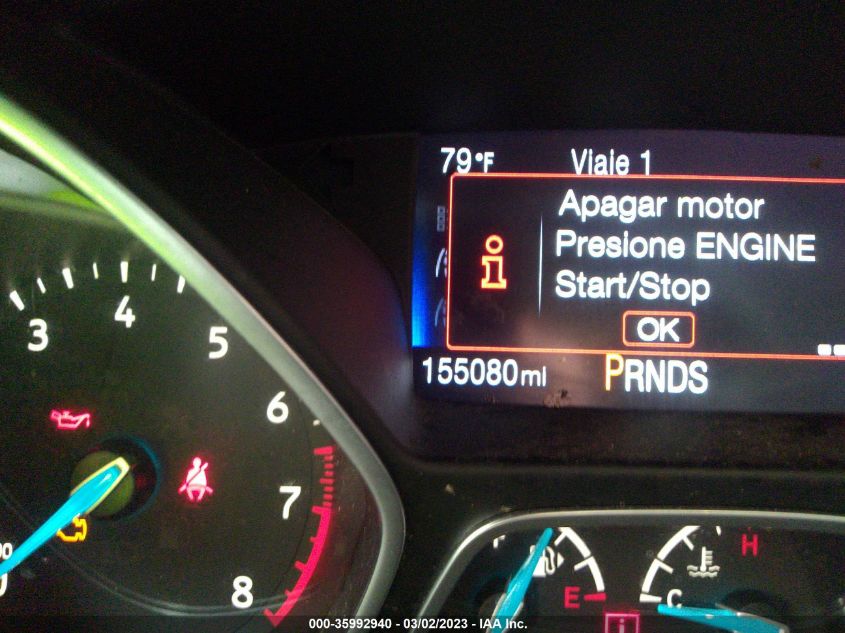 79°F Viaje 1
Apagar motor
Presione ENGINE
Start/Stop
OK
155080mi PRNDS
3 4 5 6 7 8
E C H
000-35992940 - 03/02/2023 - IAA Inc.